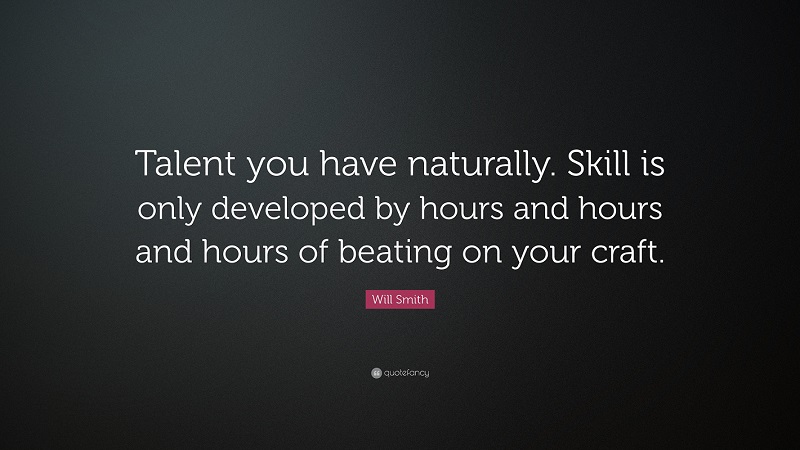 Talent you have naturally. Skill is
only developed by hours and hours
and hours of beating on your craft.
Will Smith
quotefancy